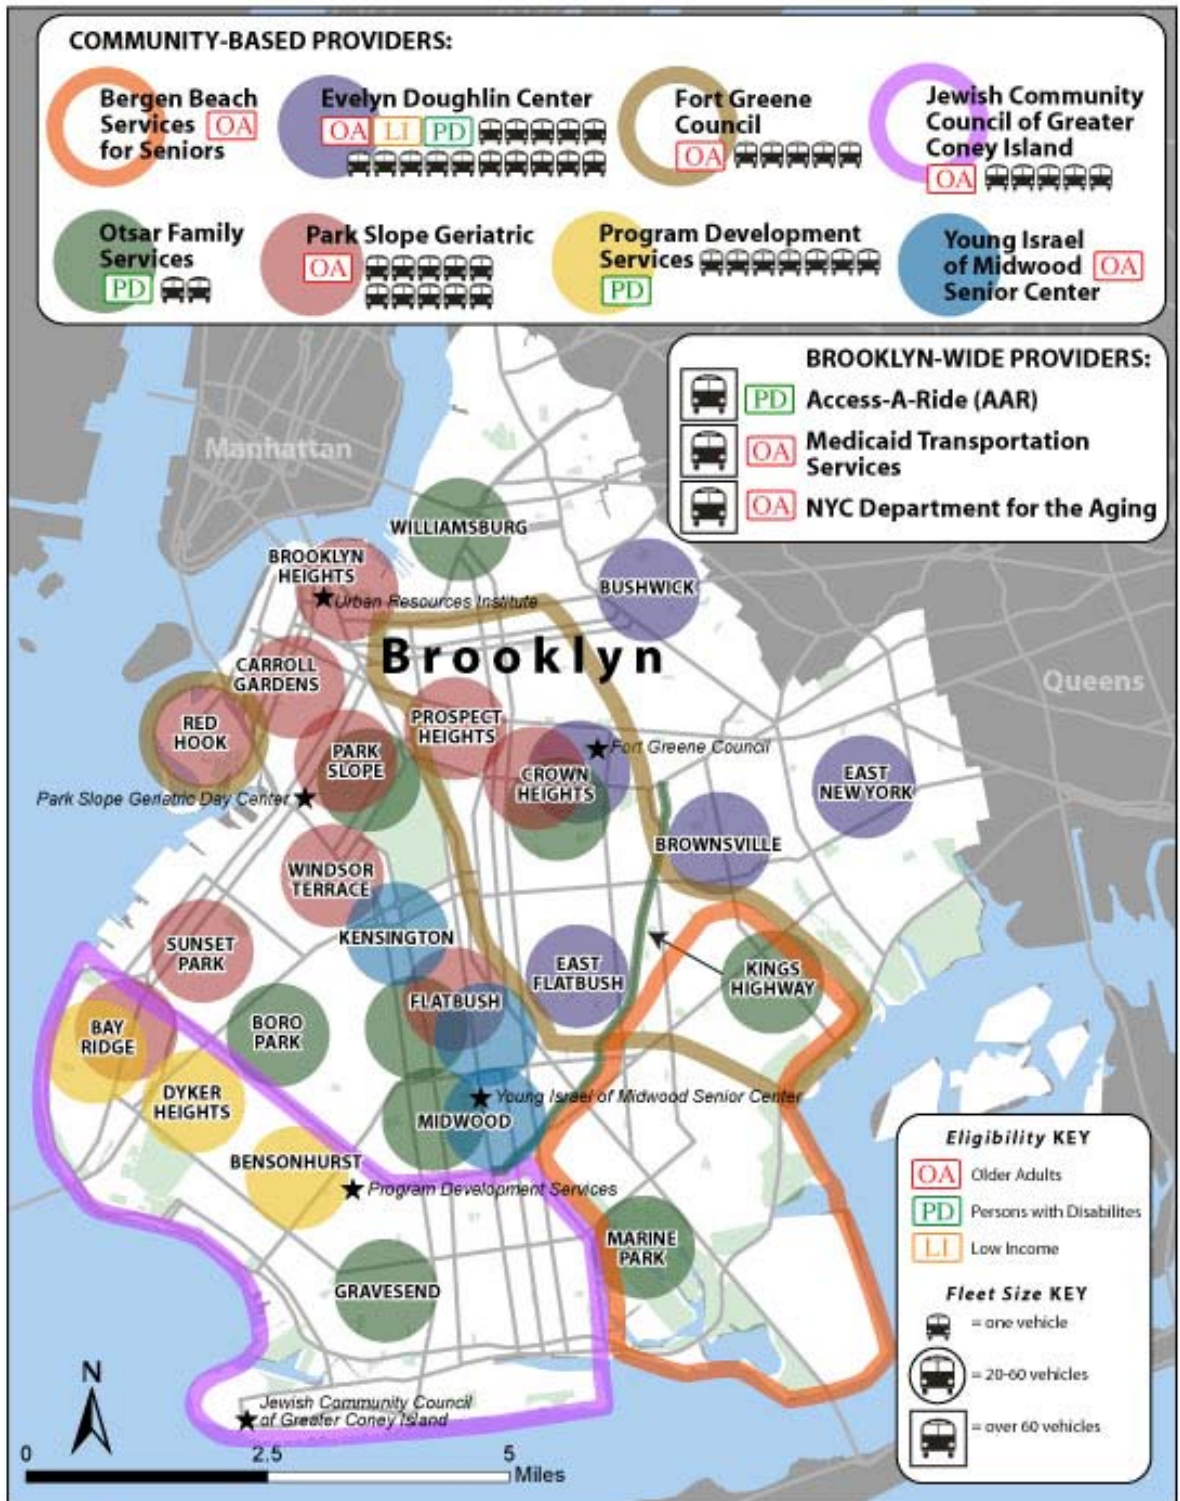 COMMUNITY-BASED PROVIDERS:
Bergen Beach
Services OA
for Seniors
Evelyn Doughlin Center
OA LI PD
Fort Greene
Council
OA
Jewish Community
Council of Greater
Coney Island
OA
Otsar Family
Services
PD
Park Slope Geriatric
OA
Program Development
Services
PD
Young Israel
of Midwood OA
Senior Center
BROOKLYN-WIDE PROVIDERS:
PD Access-A-Ride (AAR)
OA Medicaid Transportation
Services
OA NYC Department for the Aging
Manhattan
WILLIAMSBURG
BROOKLYN
HEIGHTS
Urban Resources Institute
BUSHWICK
Brooklyn
CARROLL
GARDENS
Queens
RED
HOOK
PROSPECT
HEIGHTS
PARK
SLOPE
Fort Greene Council
CROWN
HEIGHTS
EAST
NEW YORK
Park Slope Geriatric Day Center
BROWNSVILLE
WINDSOR
TERRACE
KENSINGTON
SUNSET
PARK
EAST
FLATBUSH
KINGS
HIGHWAY
FLATBUSH
BAY
RIDGE
BORO
PARK
DYKER
HEIGHTS
Young Israel of Midwood Senior Center
MIDWOOD
BENSONHURST
Program Development Services
MARINE
PARK
GRAVESEND
Jewish Community Council
of Greater Coney Island
N
0 2.5 5
Miles
Eligibility KEY
OA Older Adults
PD Persons with Disabilites
LI Low Income
Fleet Size KEY
= one vehicle
= 20-60 vehicles
= over 60 vehicles